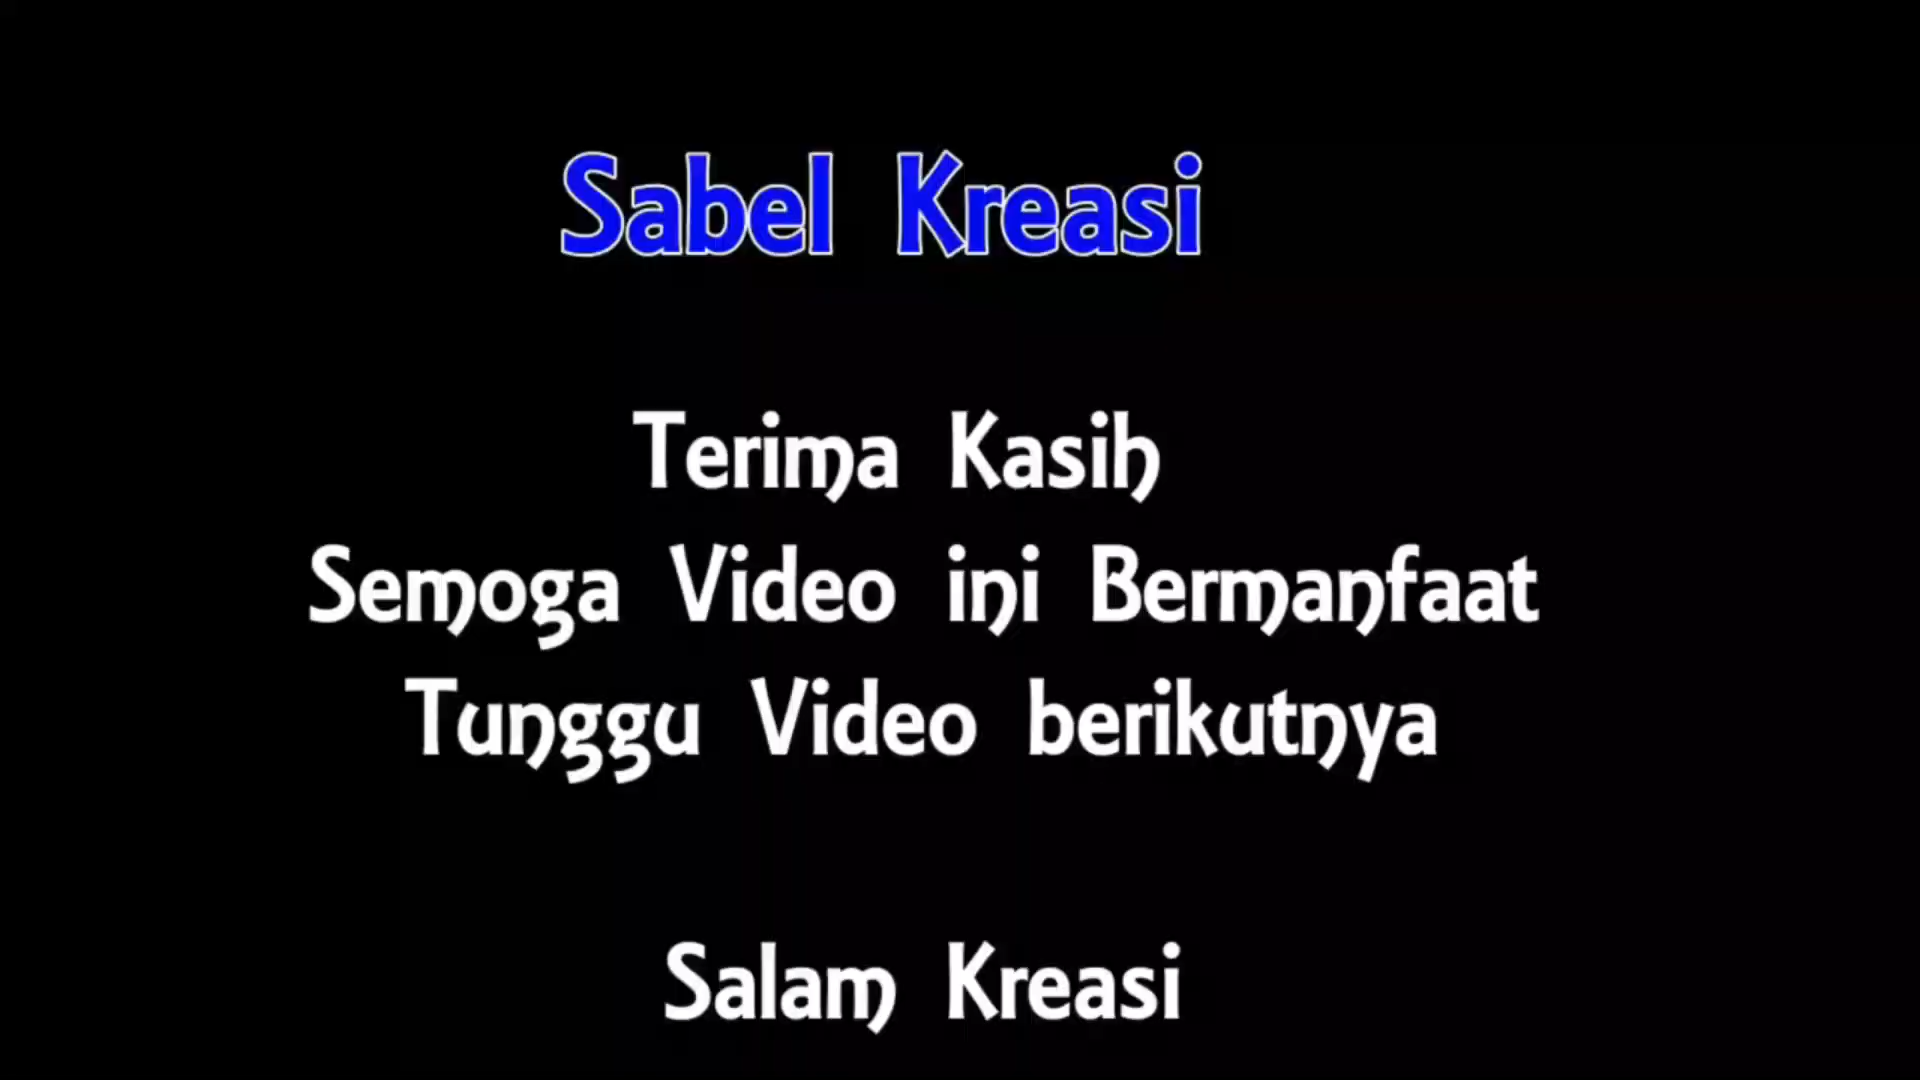 Sabel Kreasi
Terima Kasih
Semoga Video ini Bermanfaat
Tunggu Video berikutnya
Salam Kreasi